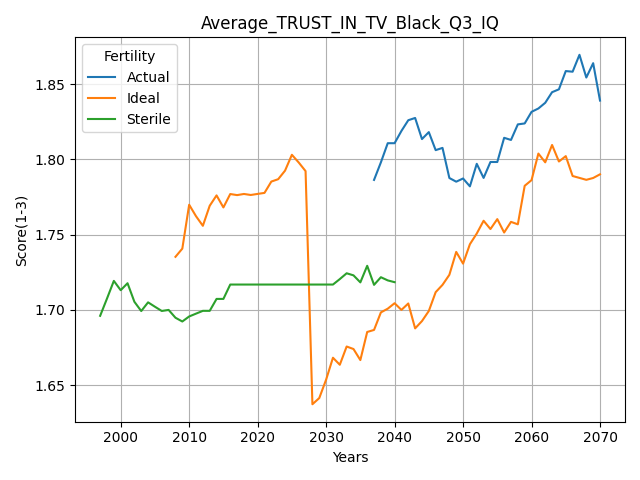 Average_TRUST_IN_TV_Black_Q3_IQ
Fertility
Actual
Ideal
Sterile
Score(1-3)
1.85
1.80
1.75
1.70
1.65
2000
2010
2020
2030
2040
2050
2060
2070
Years